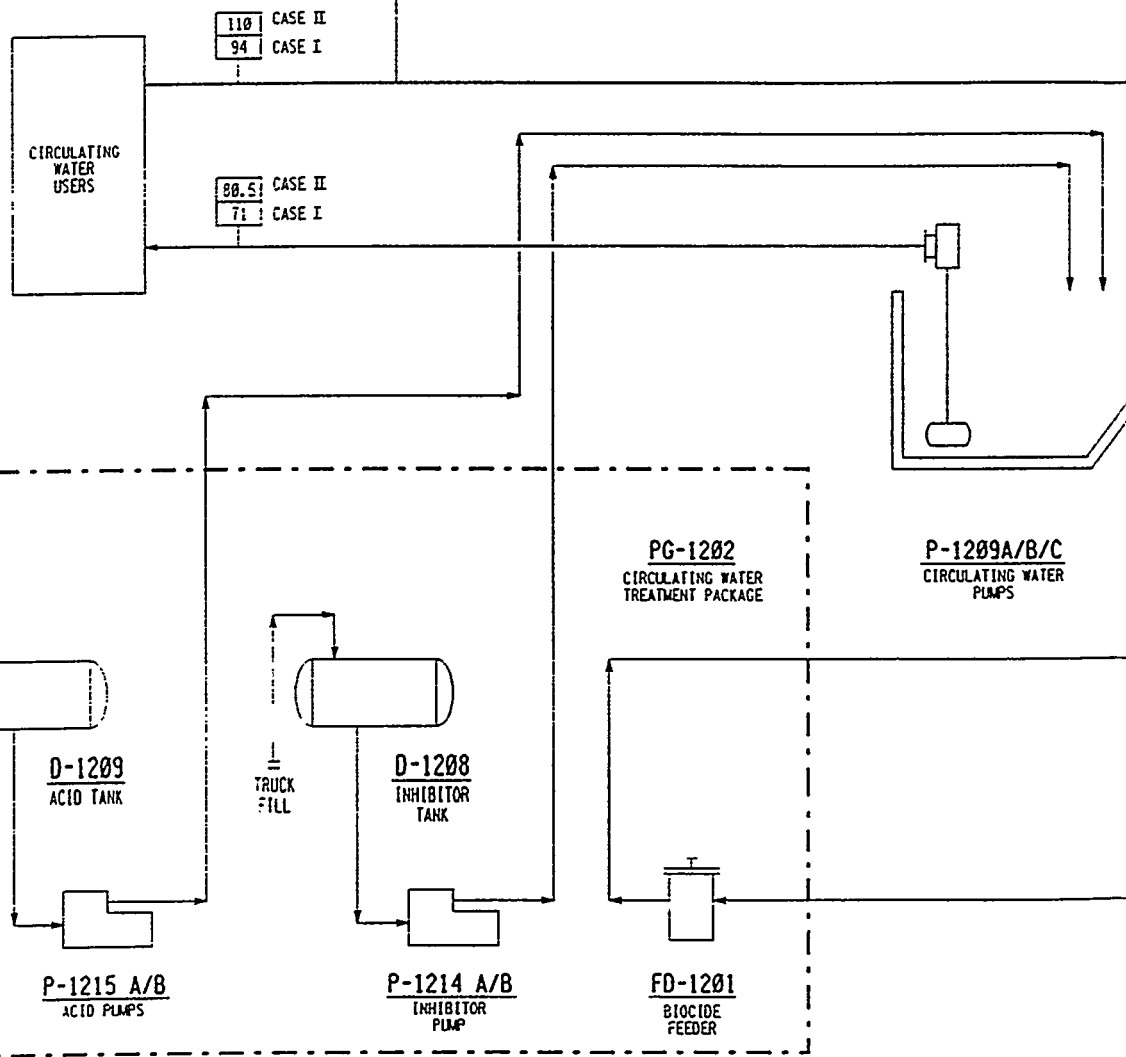 110 CASE II
94 CASE I
CIRCULATING
WATER
USERS
80.5 CASE II
71 CASE I
PG-1202
CIRCULATING WATER
TREATMENT PACKAGE
P-1209A/B/C
CIRCULATING WATER
PUMPS
D-1209
ACID TANK
TRUCK
FILL
D-1208
INHIBITOR
TANK
P-1215 A/B
ACID PUMPS
P-1214 A/B
INHIBITOR
PUMP
FD-1201
BIOCIDE
FEEDER